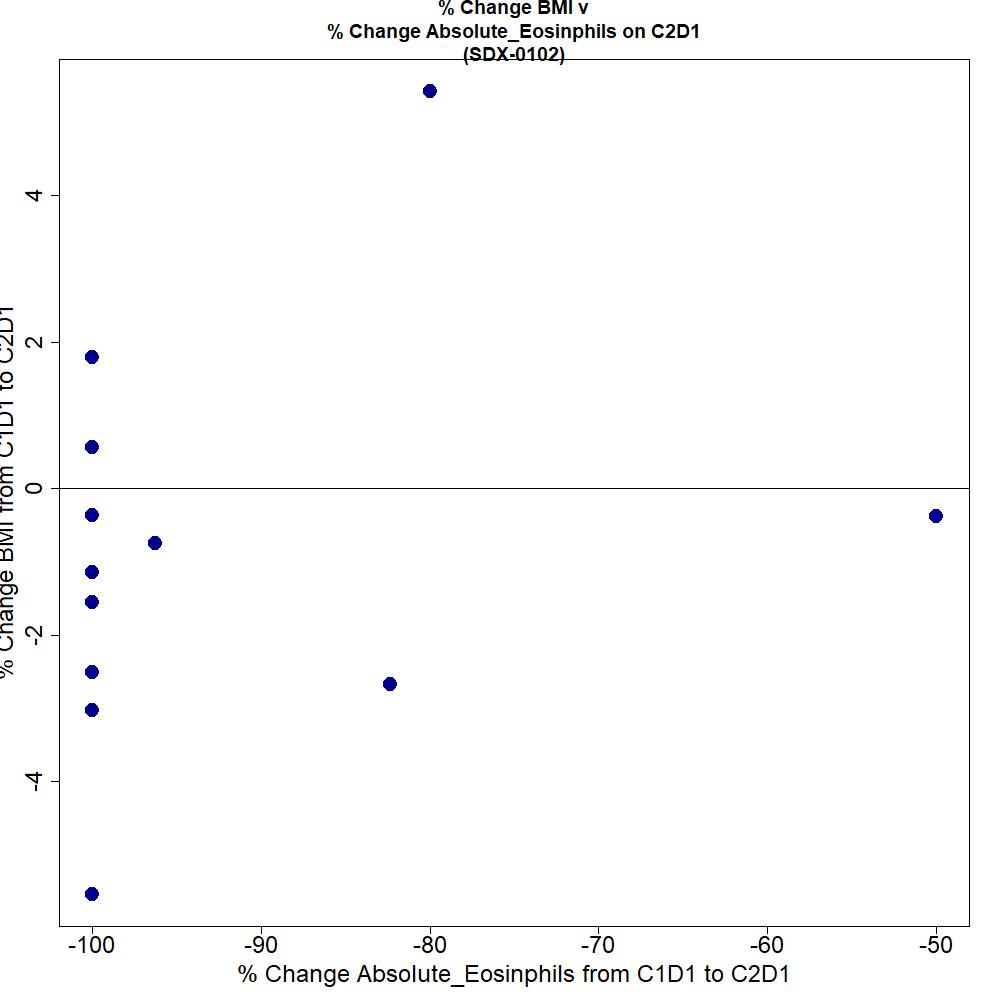 % Change BMI v
% Change Absolute_Eosinphils on C2D1
(SDX-0102)
% Change BMI from C1D1 to C2D1
4
2
0
-2
-4
-100 -90 -80 -70 -60 -50
% Change Absolute_Eosinphils from C1D1 to C2D1